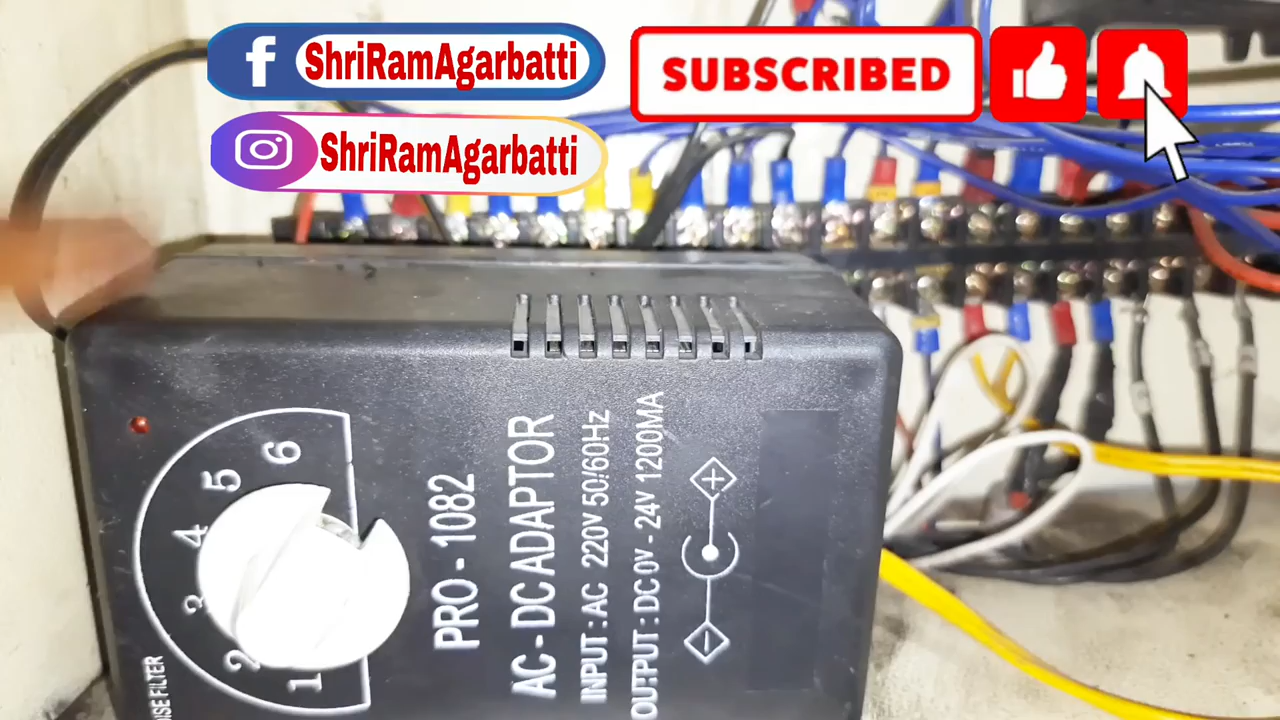 ShriRamAgarbatti
SUBSCRIBED
ShriRamAgarbatti
6
5
4
3
2
1
PRO - 1082
AC - DC ADAPTOR
INPUT : AC 220V 50/60HZ
OUTPUT : DC 0V - 24V 1200MA
+
-
FILTER